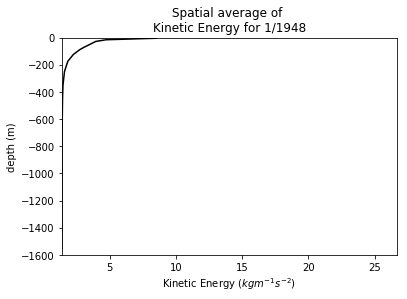 Spatial average of
Kinetic Energy for 1/1948
0
−200
−400
−600
−800
−1000
−1200
−1400
−1600
depth (m)
5 10 15 20 25
Kinetic Energy (kgm⁻¹s⁻²)